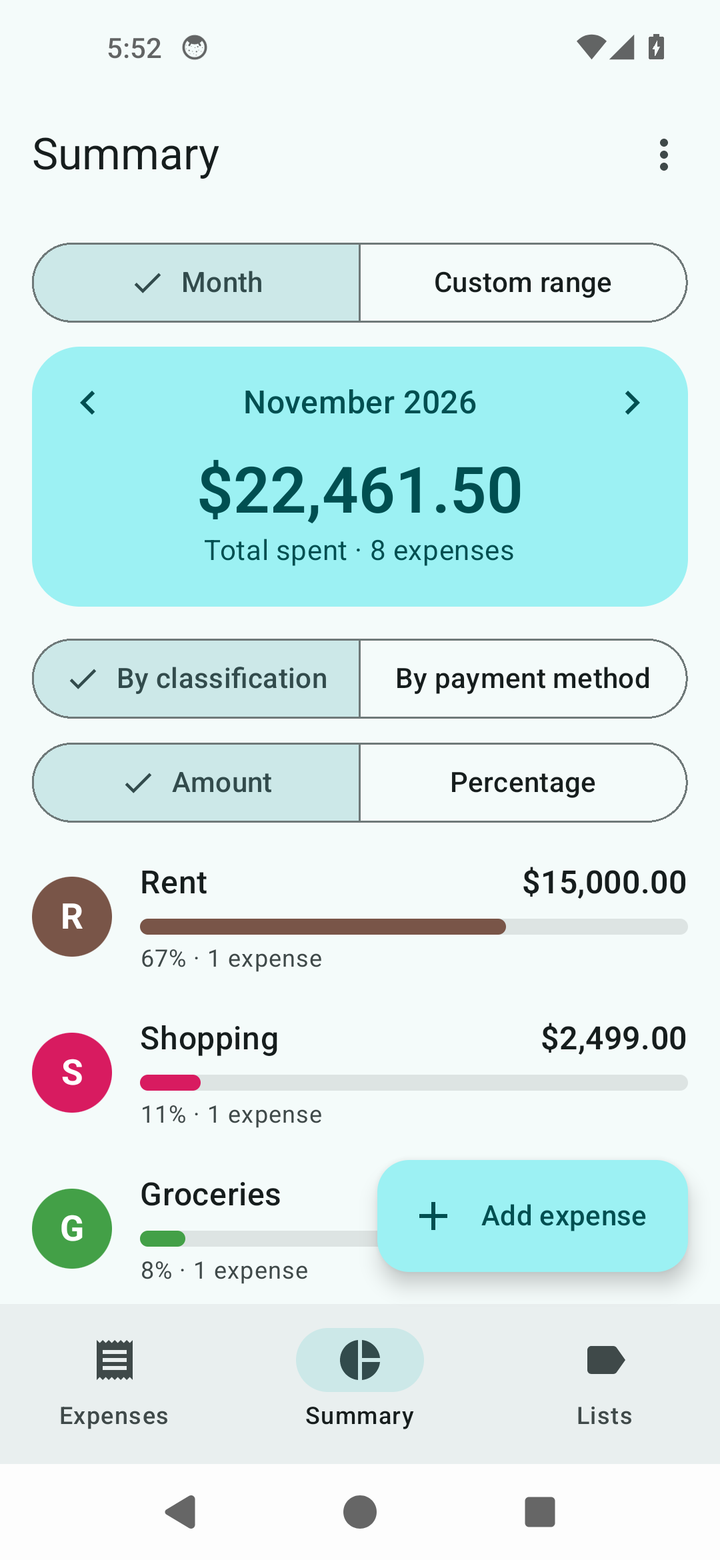 5:52
Summary
Month
Custom range
November 2026
$22,461.50
Total spent · 8 expenses
By classification
By payment method
Amount
Percentage
R
Rent
$15,000.00
67% · 1 expense
S
Shopping
$2,499.00
11% · 1 expense
G
Groceries
8% · 1 expense
Add expense
Expenses
Summary
Lists